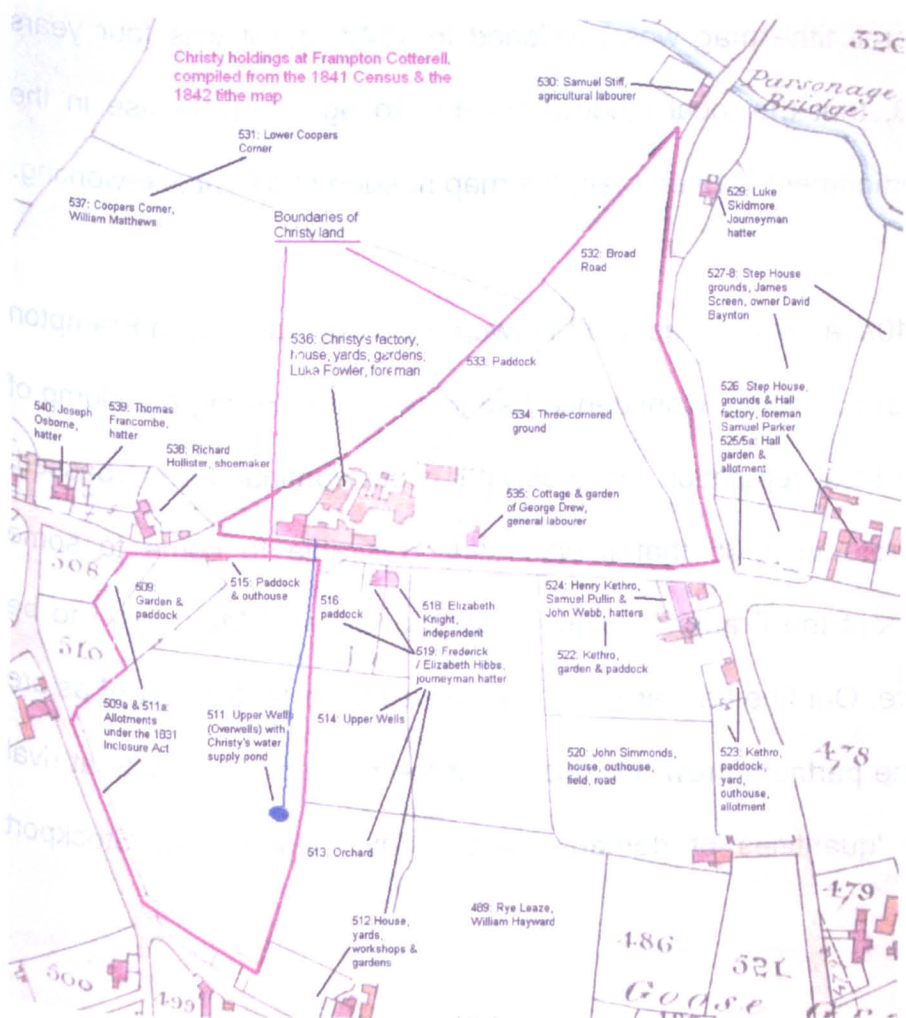 Christy holdings at Frampton Cotterell,
compiled from the 1841 Census & the
1842 tithe map
320
Parsonage
Bridge
530: Samuel Stiff,
agricultural labourer
531: Lower Coopers
Corner
537: Coopers Corner,
William Matthews
Boundaries of
Christy land
529: Luke
Skidmore
Journeyman
hatter
532: Broad
Road
527-8: Step House
grounds, James
Screen, owner David
Baynton
536: Christy's factory,
house, yards, gardens;
Luke Fowler, foreman
533: Paddock
526: Step House,
grounds & Hall
factory, foreman
Samuel Parker
525/5a: Hall
garden &
allotment
540: Joseph
Osborne,
hatter
539: Thomas
Francombe,
hatter
538: Richard
Hollister, shoemaker
534: Three-cornered
ground
535: Cottage & garden
of George Drew,
general labourer
508
509:
Garden &
paddock
515: Paddock
& outhouse
516:
paddock
518: Elizabeth
Knight,
independent
524: Henry Kethro,
Samuel Pullin &
John Webb, hatters
510
519: Frederick
/ Elizabeth Hibbs,
journeyman hatter
522: Kethro,
garden & paddock
509a & 511a:
Allotments
under the 1831
Inclosure Act
511: Upper Wells
(Overwells) with
Christy's water
supply pond
514: Upper Wells
520: John Simmonds,
house, outhouse,
field, road
523: Kethro,
paddock,
yard,
outhouse,
allotment
478
513: Orchard
512 House,
yards,
workshops &
gardens
489: Rye Leaze,
William Hayward
479
486
521
500
499
Goose